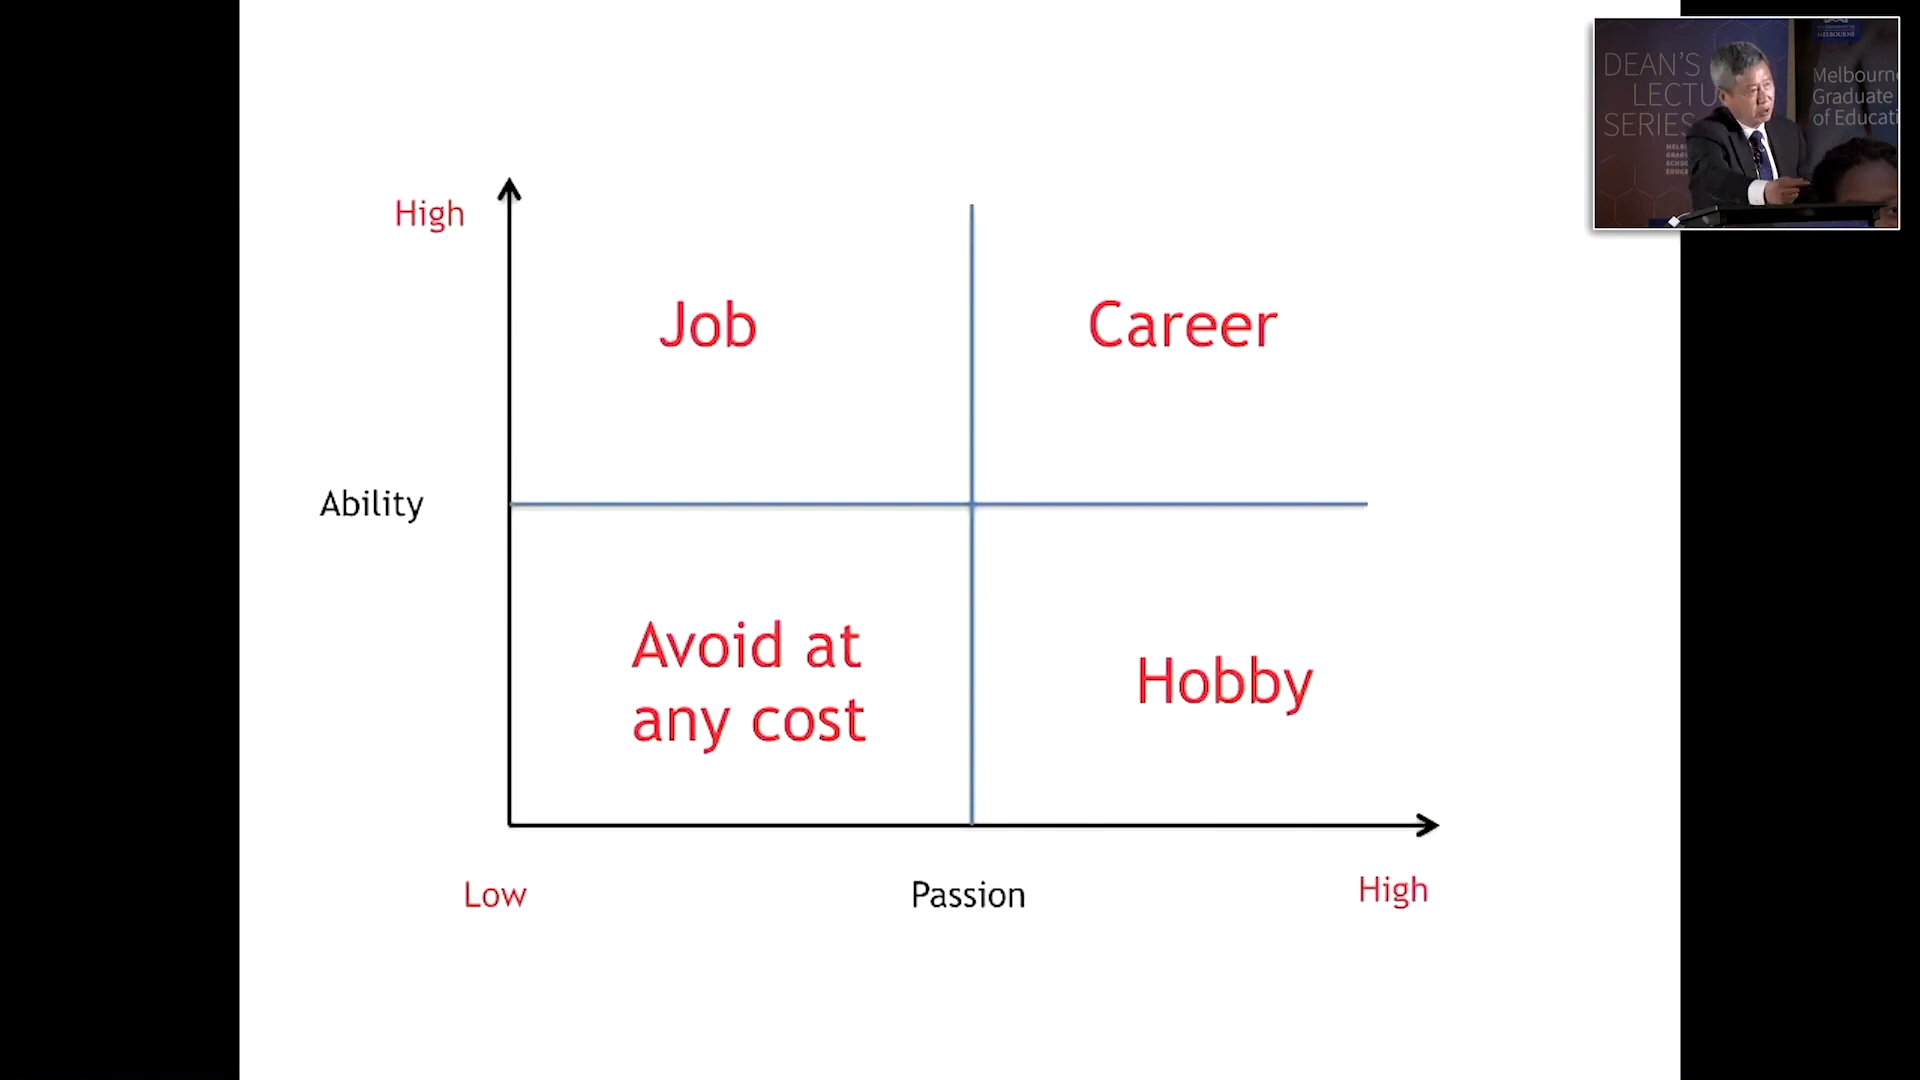 High
Job
Career
Ability
Avoid at
any cost
Hobby
Low
Passion
High
DEAN'S
LECTU
SERIES
MELBOURNE
Melbourn
Graduate
of Educati